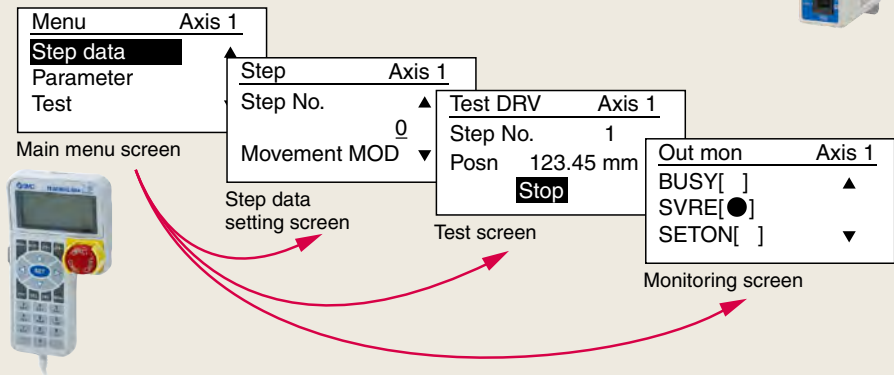 Menu Axis 1
Step data
Parameter
Test
Main menu screen
Step Axis 1
Step No.
0
Movement MOD
Step data
setting screen
Test DRV Axis 1
Step No. 1
Posn 123.45 mm
Stop
Test screen
Out mon Axis 1
BUSY[ ]
SVRE[●]
SETON[ ]
Monitoring screen
SMC
SET